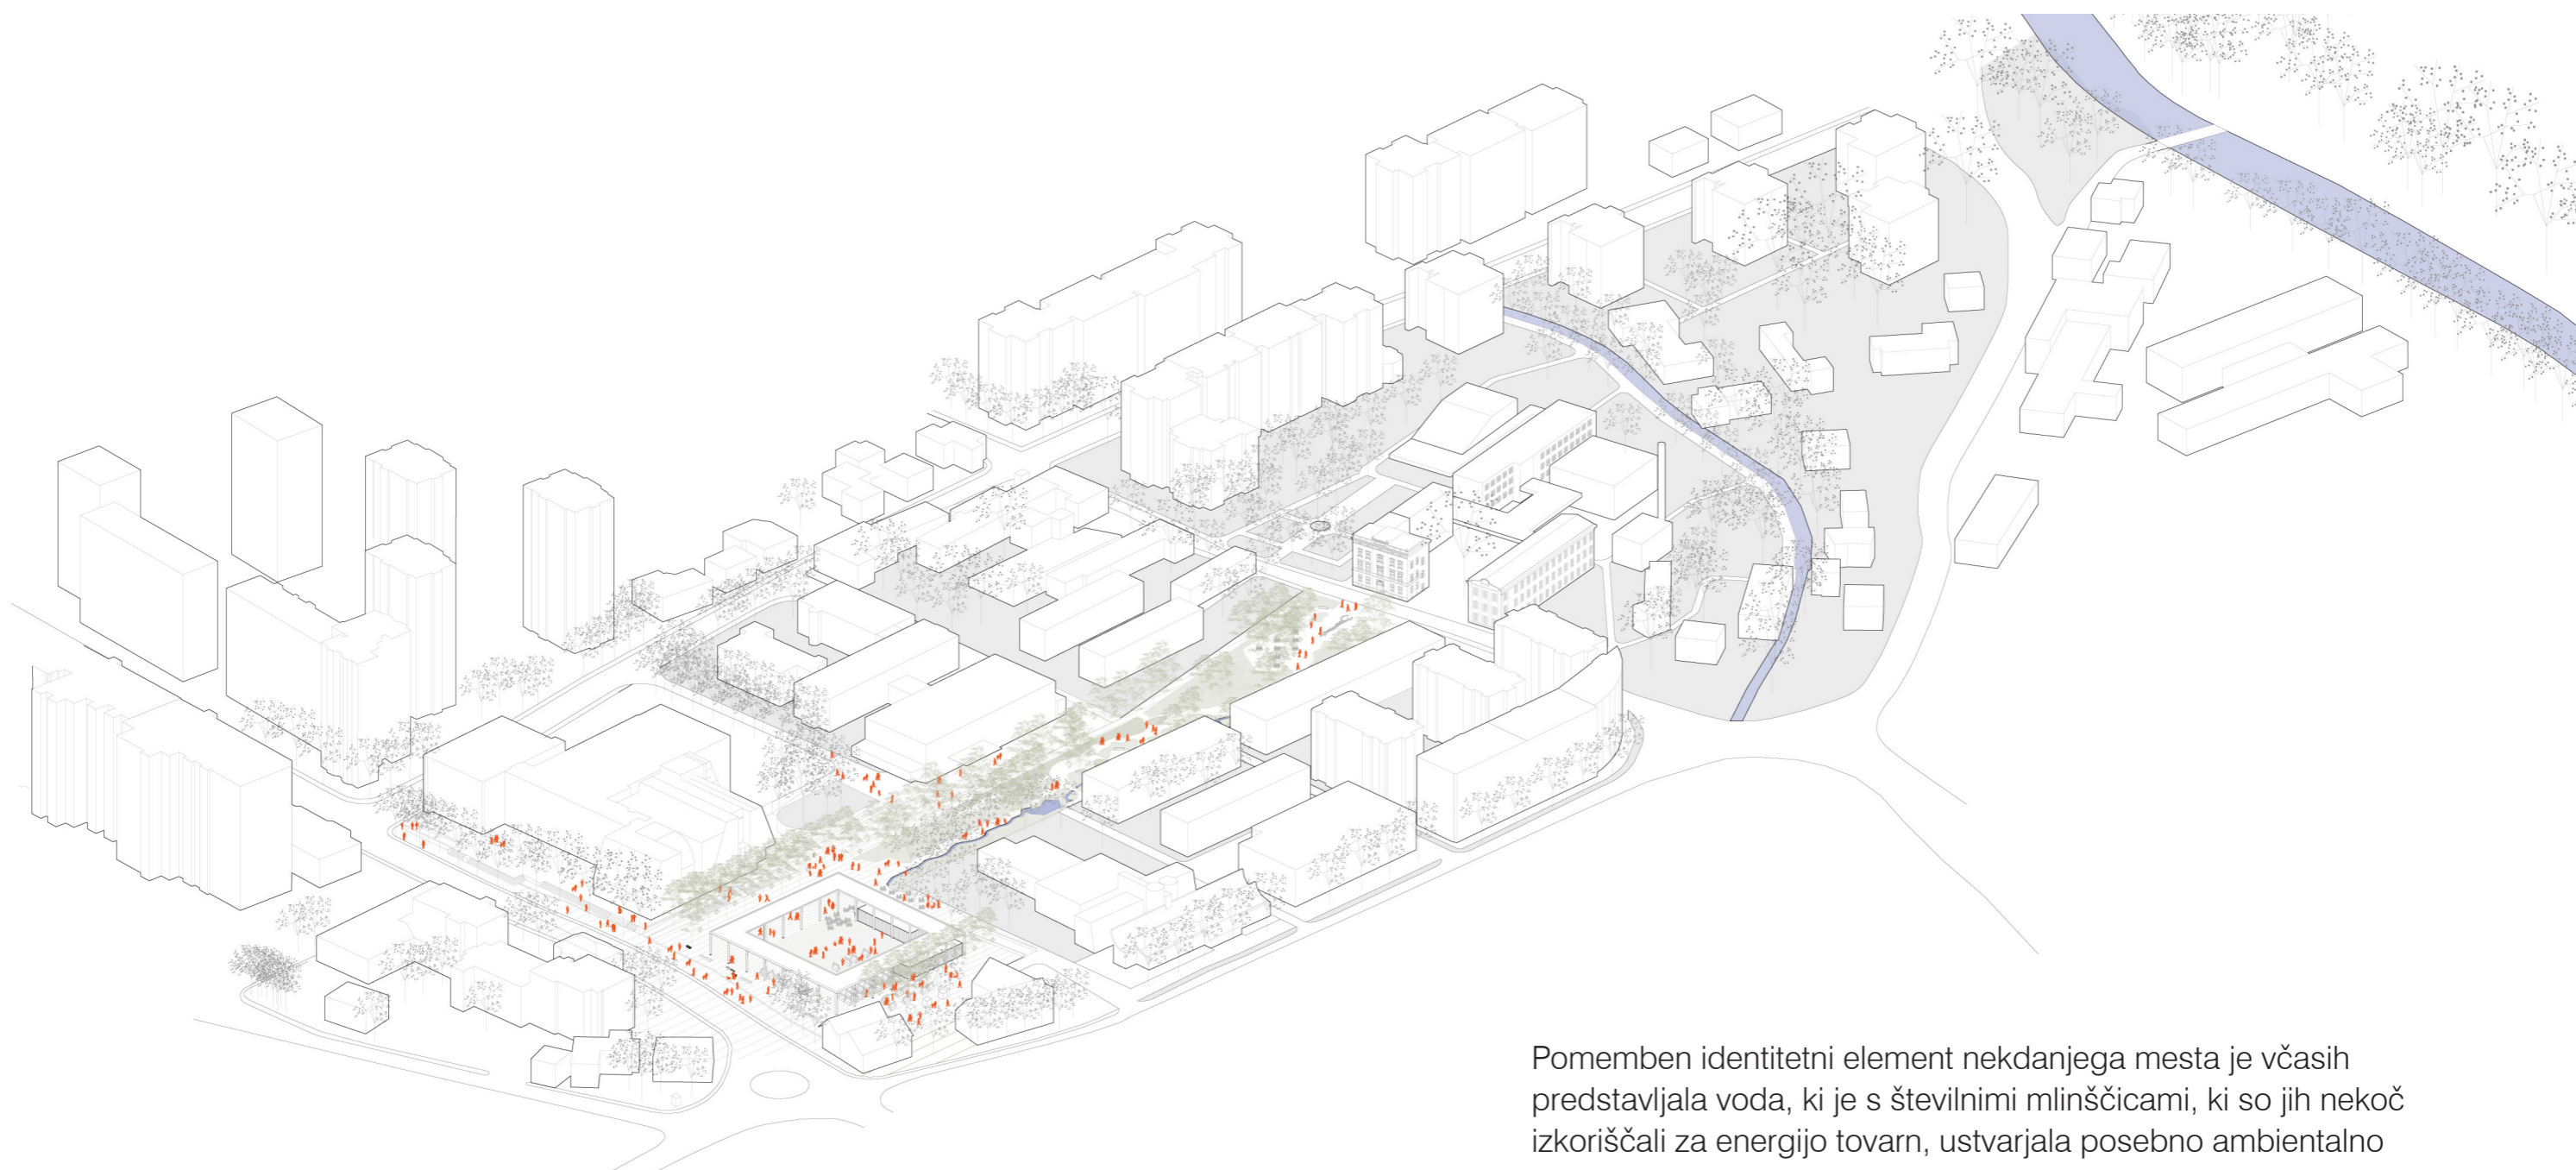 Pomemben identitetni element nekdanjega mesta je včasih
predstavljala voda, ki je s številnimi mlinščicami, ki so jih nekoč
izkoriščali za energijo tovarn, ustvarjala posebno ambientalno